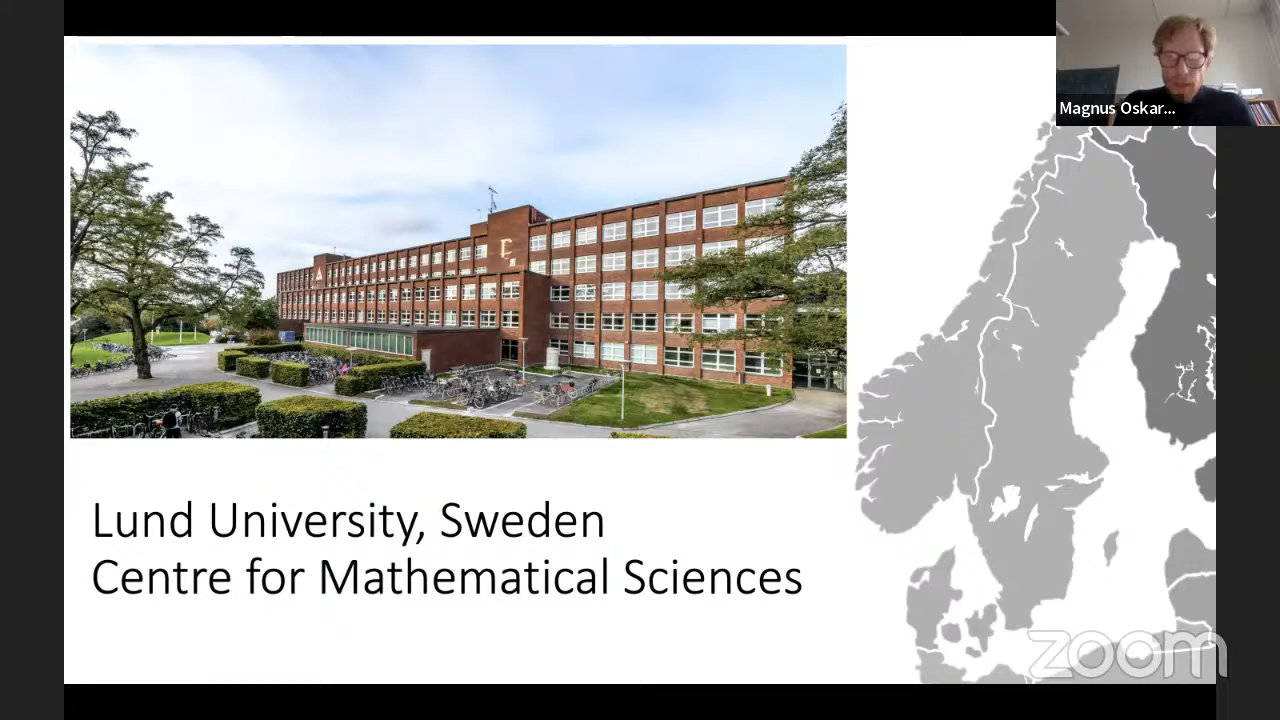 Magnus Oskar...
Lund University, Sweden
Centre for Mathematical Sciences
zoom